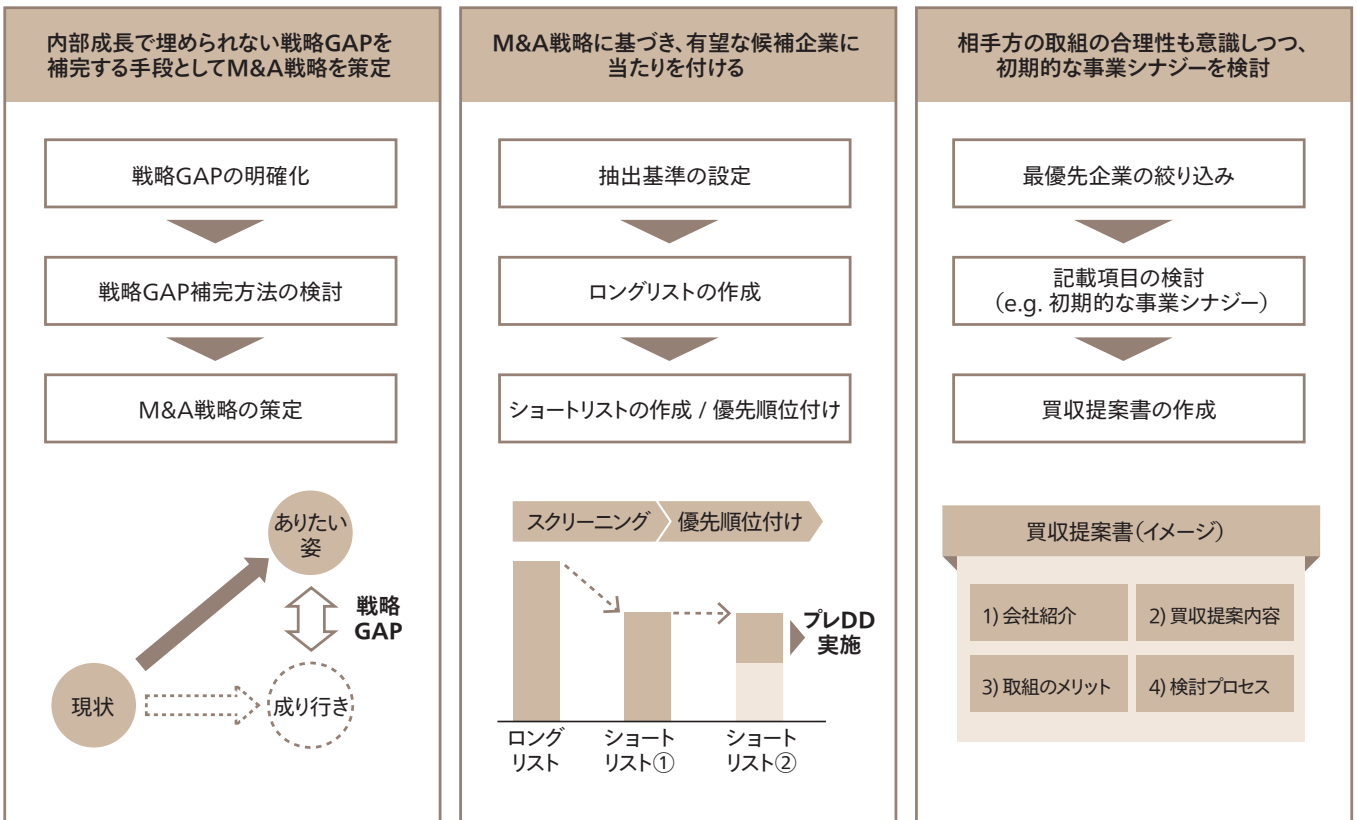 内部成長で埋められない戦略GAPを
補完する手段としてM&A戦略を策定
戦略GAPの明確化
戦略GAP補完方法の検討
M&A戦略の策定
ありたい
姿
戦略
GAP
現状
成り行き
M&A戦略に基づき、有望な候補企業に
当たりを付ける
抽出基準の設定
ロングリストの作成
ショートリストの作成 / 優先順位付け
スクリーニング
優先順位付け
プレDD
実施
ロング
リスト
ショート
リスト①
ショート
リスト②
相手方の取組の合理性も意識しつつ、
初期的な事業シナジーを検討
最優先企業の絞り込み
記載項目の検討
（e.g. 初期的な事業シナジー）
買収提案書の作成
買収提案書（イメージ）
1) 会社紹介
2) 買収提案内容
3) 取組のメリット
4) 検討プロセス